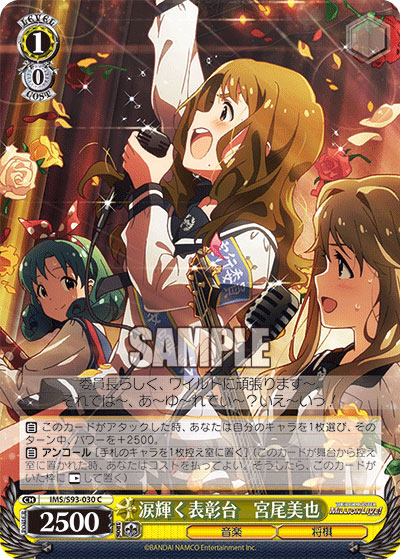 LEVEL
1
0
COST
SAMPLE
委員長らしく、ワイルドに頑張ります〜。
それでは〜、あ〜ゆ〜れでぃ〜?いぇ〜いっ!
自 このカードがアタックした時、あなたは自分のキャラを1枚選び、そのターン中、パワーを+2500。
自 アンコール [手札のキャラを1枚控え室に置く] (このカードが舞台から控え室に置かれた時、あなたはコストを払ってよい。そうしたら、このカードがいた枠にレストして置く)
CH IMS/S93-030 C
2500
涙輝く表彰台 宮尾美也
音楽
将棋
THE IDOLM@STER
MILLION LIVE!
©BANDAI NAMCO Entertainment Inc.